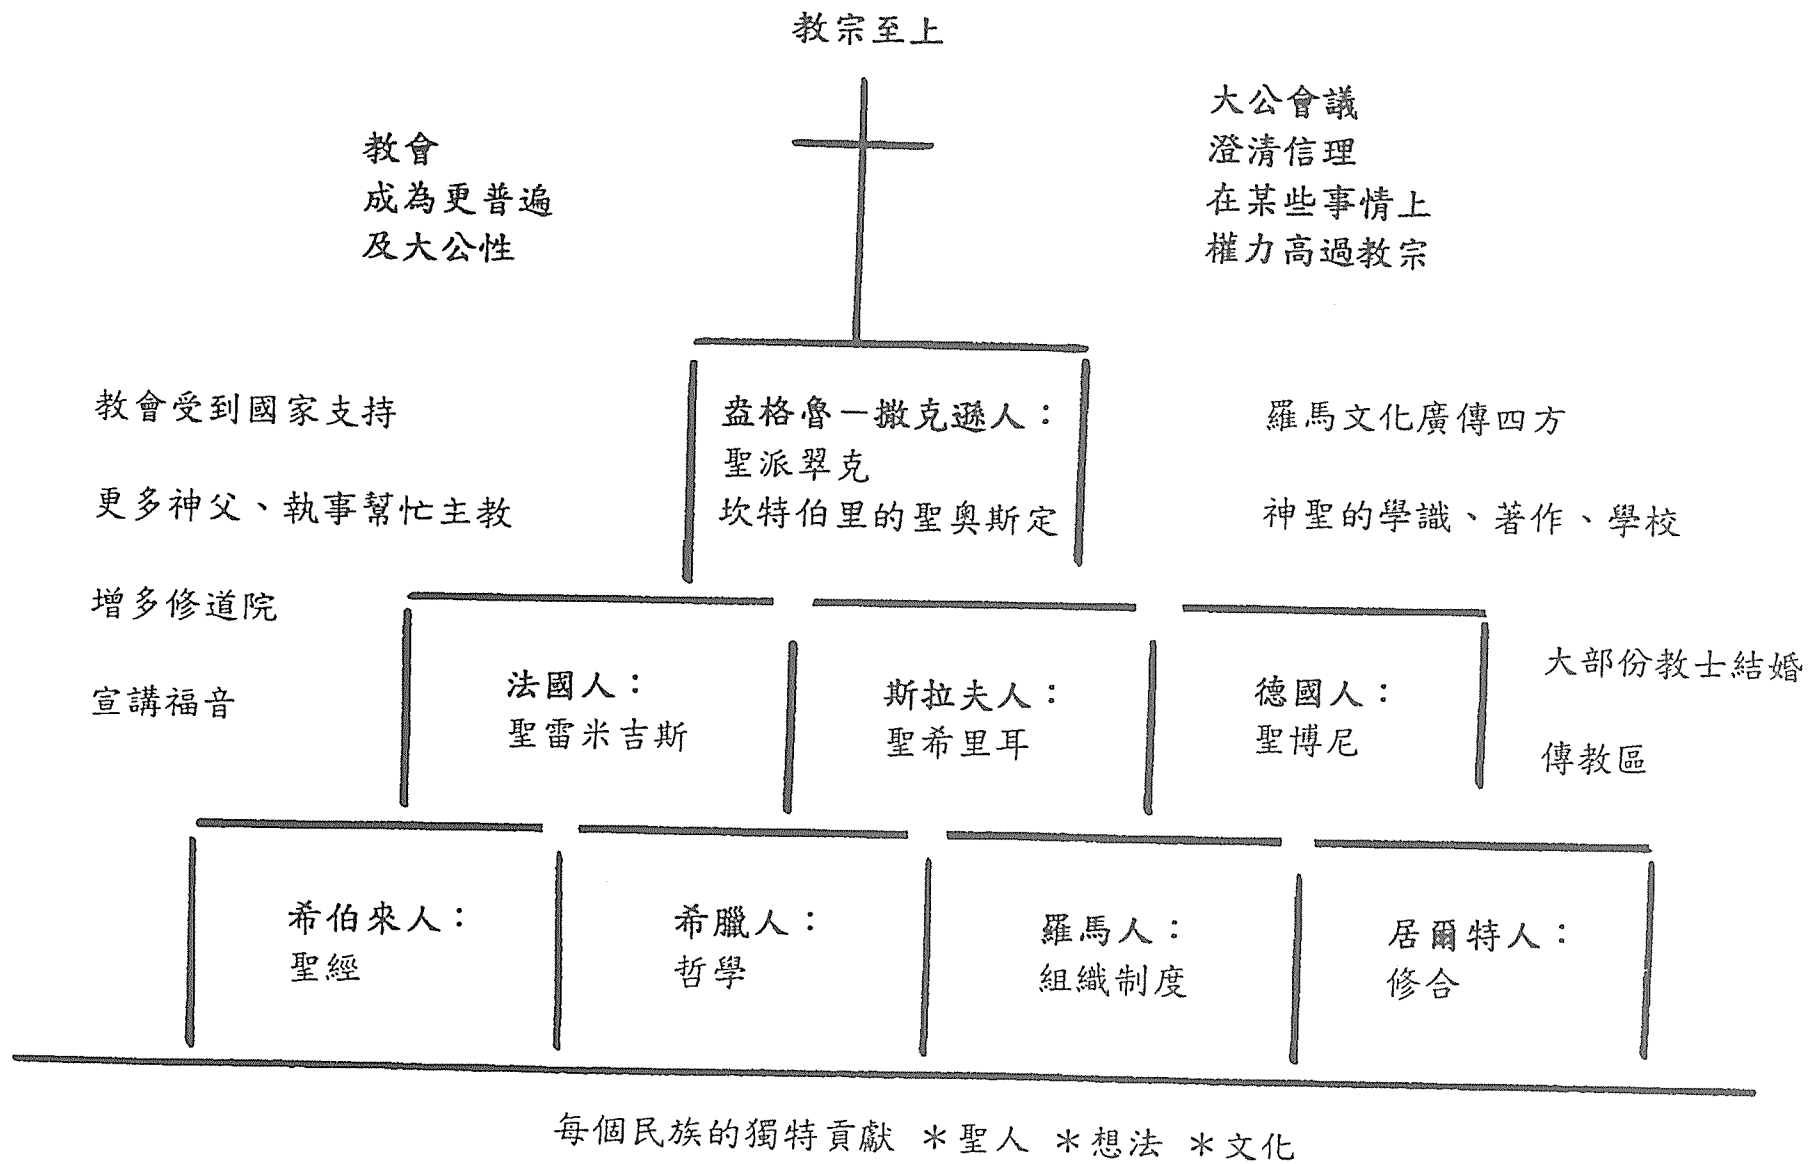 教宗至上
教會
成為更普遍
及大公性
大公會議
澄清信理
在某些事情上
權力高過教宗
教會受到國家支持
更多神父、執事幫忙主教
增多修道院
宣講福音
盎格魯－撒克遜人：
聖派翠克
坎特伯里的聖奧斯定
羅馬文化廣傳四方
神聖的學識、著作、學校
大部份教士結婚
傳教區
法國人：
聖雷米吉斯
斯拉夫人：
聖希里耳
德國人：
聖博尼
希伯來人：
聖經
希臘人：
哲學
羅馬人：
組織制度
居爾特人：
修合
每個民族的獨特貢獻 ＊聖人 ＊想法 ＊文化